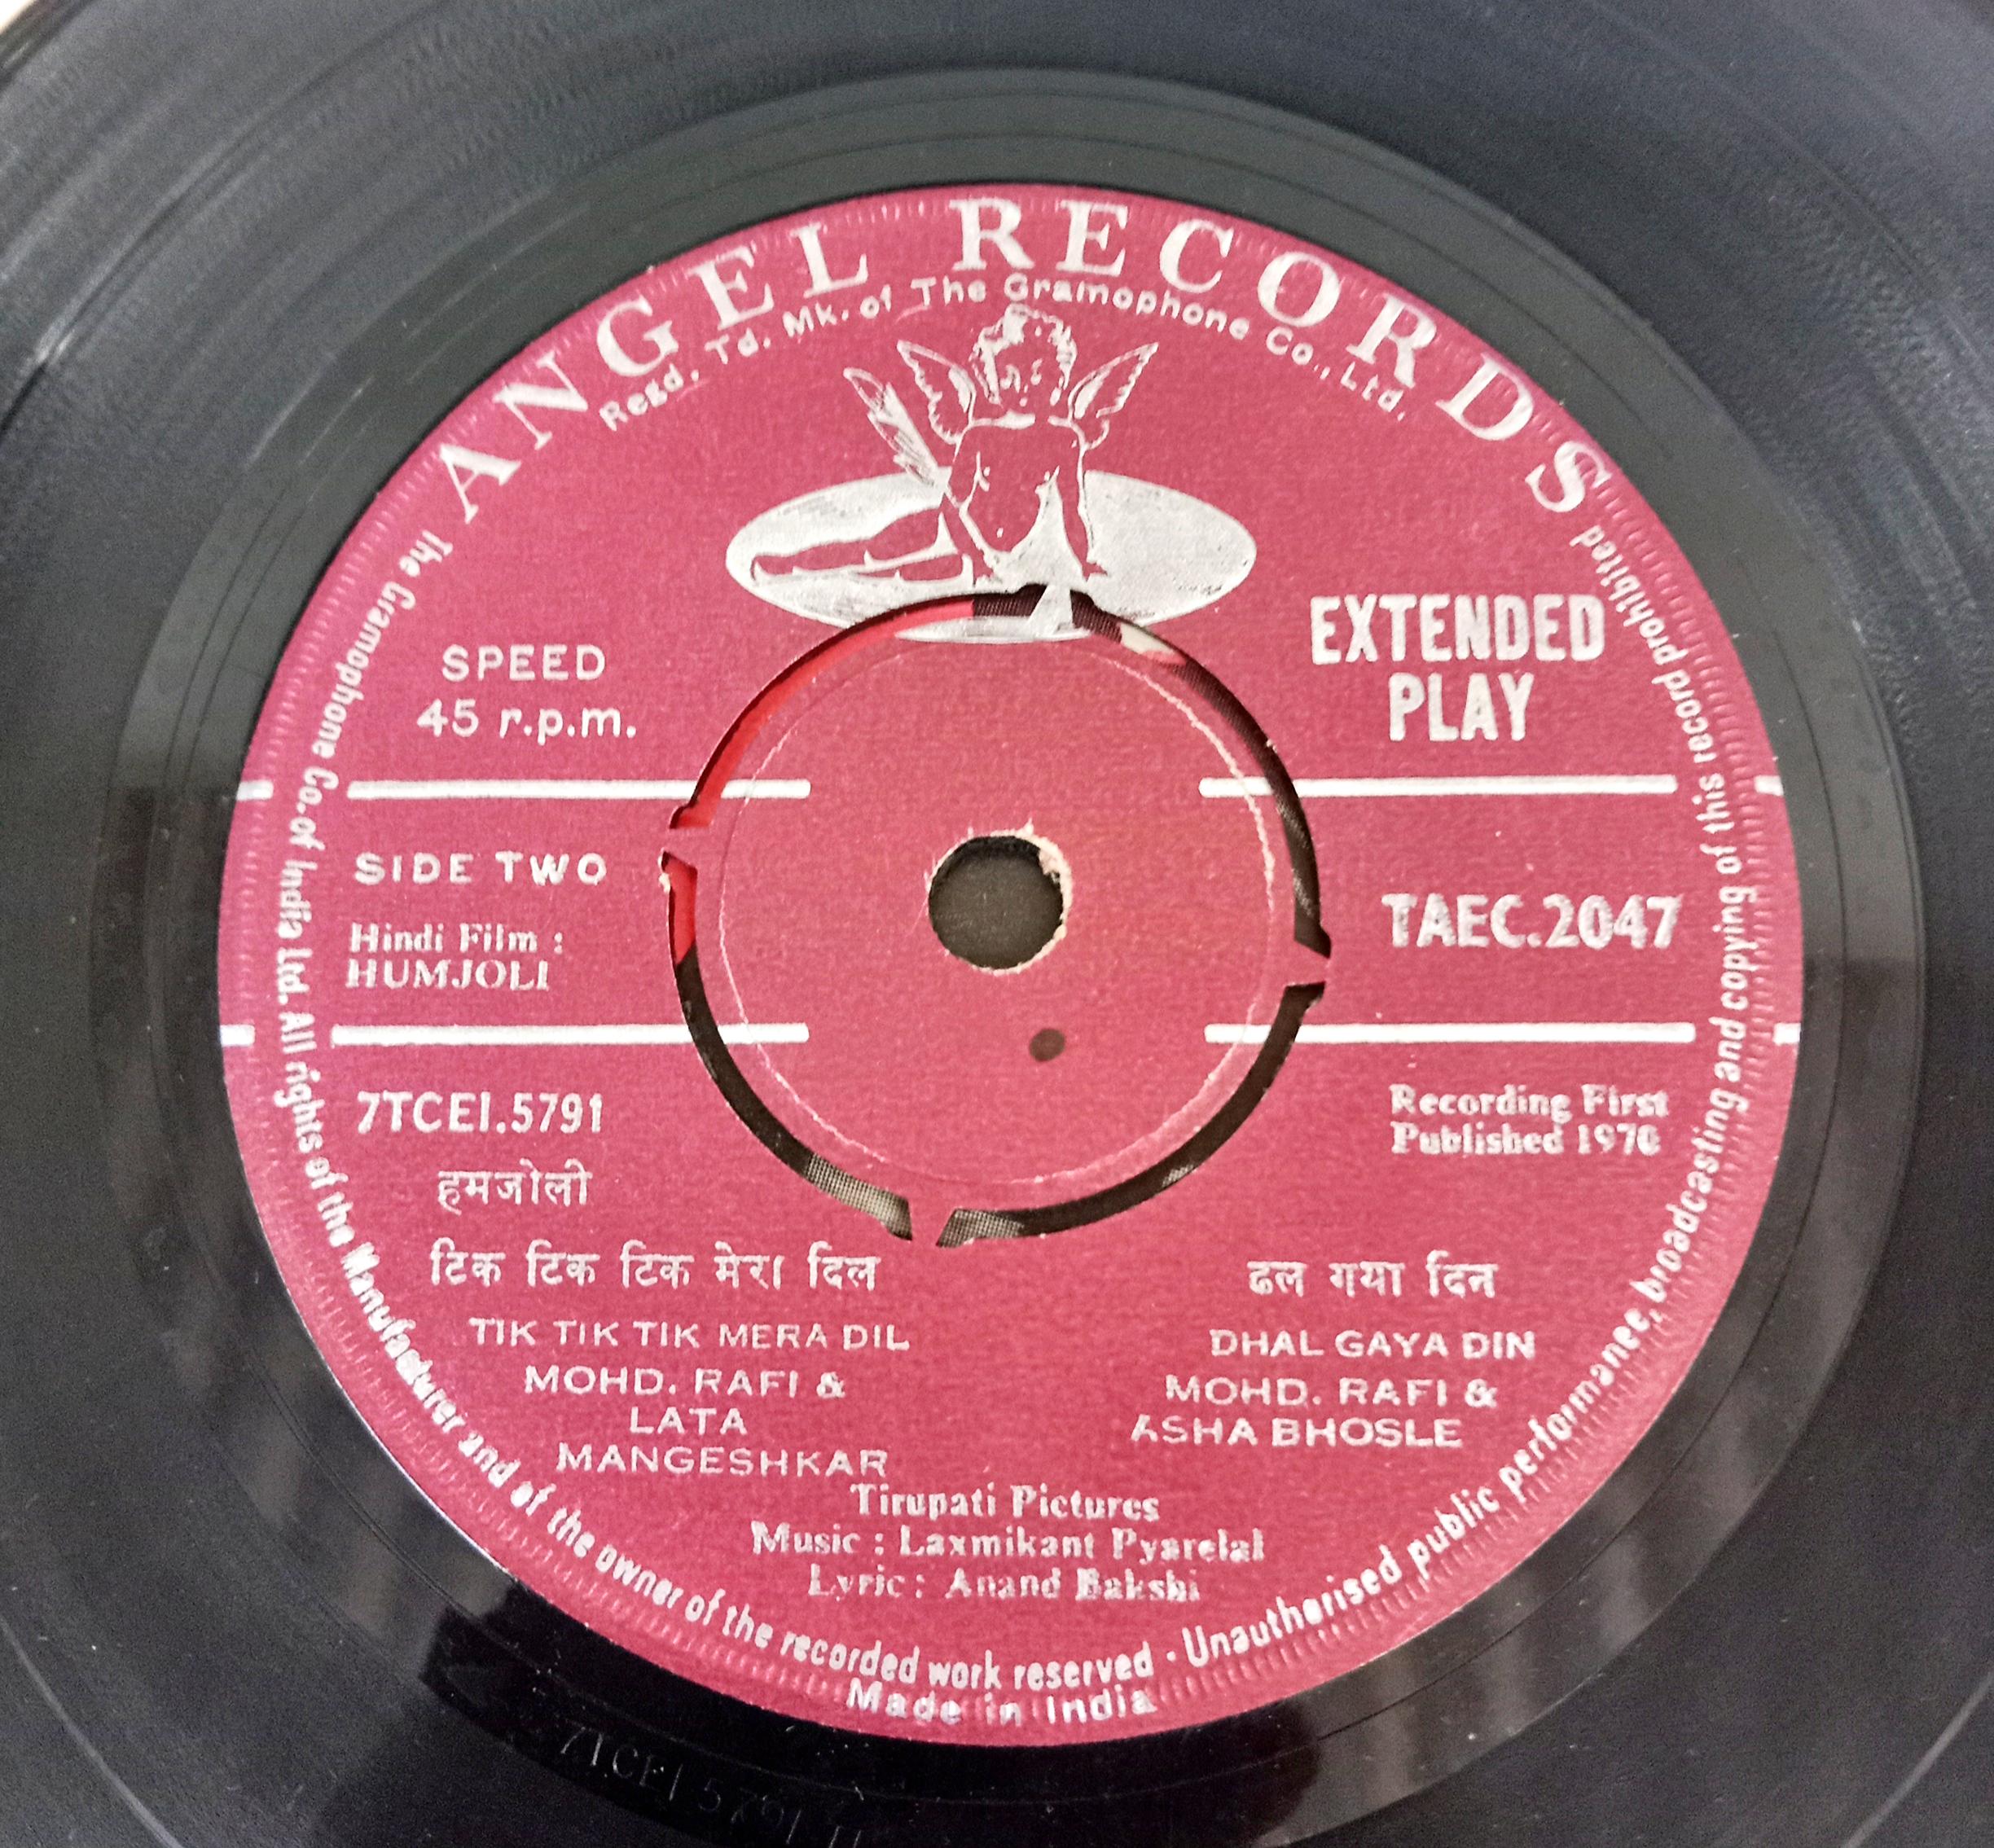 ANGEL RECORDS
Regd. Td. Mk. of The Gramophone Co., Ltd.
SPEED
45 r.p.m.
EXTENDED
PLAY
SIDE TWO
Hindi Film :
HUMJOLI
TAEC.2047
7TCEI.5791
Recording First
Published 1970
हमजोली
टिक टिक टिक मेरा दिल
TIK TIK TIK MERA DIL
MOHD. RAFI &
LATA
MANGESHKAR
ढल गया दिन
DHAL GAYA DIN
MOHD. RAFI &
ASHA BHOSLE
Tirupati Pictures
Music : Laxmikant Pyarelal
Lyric : Anand Bakshi
The Gramophone Co. of India Ltd. All rights of the Manufacturer and of the owner of the recorded work reserved · Unauthorised public performance, broadcasting and copying of this record prohibited
Made in India
7TCEI 5791